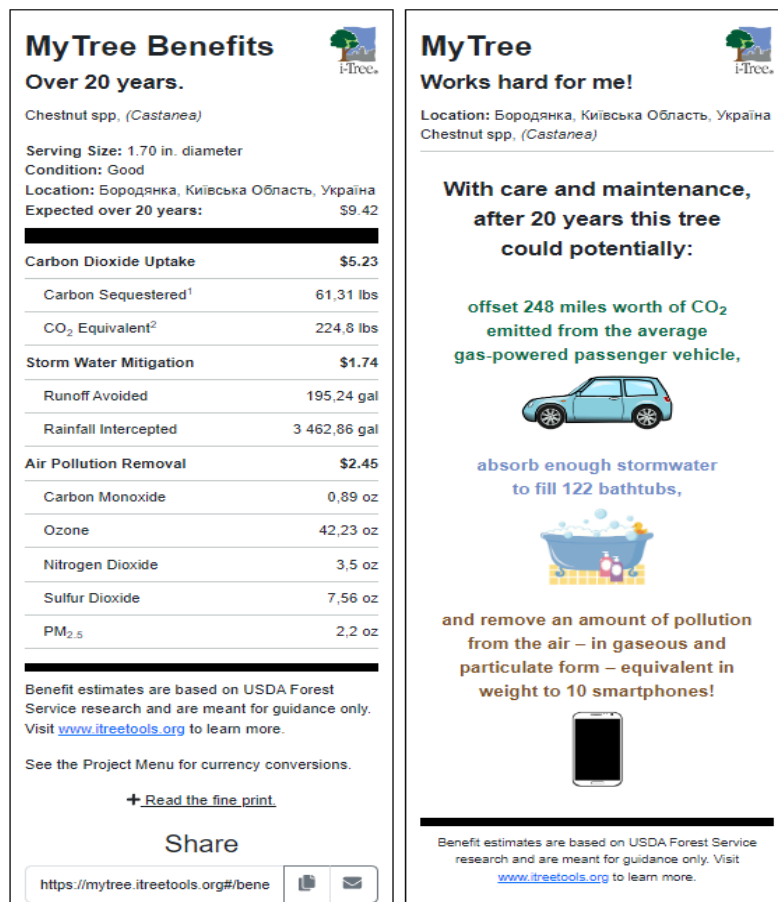 MyTree Benefits
i-Tree®
Over 20 years.
Chestnut spp, (Castanea)
Serving Size: 1.70 in. diameter
Condition: Good
Location: Бородянка, Київська Область, Україна
Expected over 20 years: $9.42
Carbon Dioxide Uptake $5.23
Carbon Sequestered¹ 61,31 lbs
CO₂ Equivalent² 224,8 lbs
Storm Water Mitigation $1.74
Runoff Avoided 195,24 gal
Rainfall Intercepted 3 462,86 gal
Air Pollution Removal $2.45
Carbon Monoxide 0,89 oz
Ozone 42,23 oz
Nitrogen Dioxide 3,5 oz
Sulfur Dioxide 7,56 oz
PM₂.₅ 2,2 oz
Benefit estimates are based on USDA Forest
Service research and are meant for guidance only.
Visit www.itreetools.org to learn more.
See the Project Menu for currency conversions.
+ Read the fine print.
Share
https://mytree.itreetools.org#/bene
MyTree
i-Tree®
Works hard for me!
Location: Бородянка, Київська Область, Україна
Chestnut spp, (Castanea)
With care and maintenance,
after 20 years this tree
could potentially:
offset 248 miles worth of CO₂
emitted from the average
gas-powered passenger vehicle,
absorb enough stormwater
to fill 122 bathtubs,
and remove an amount of pollution
from the air – in gaseous and
particulate form – equivalent in
weight to 10 smartphones!
Benefit estimates are based on USDA Forest Service
research and are meant for guidance only. Visit
www.itreetools.org to learn more.